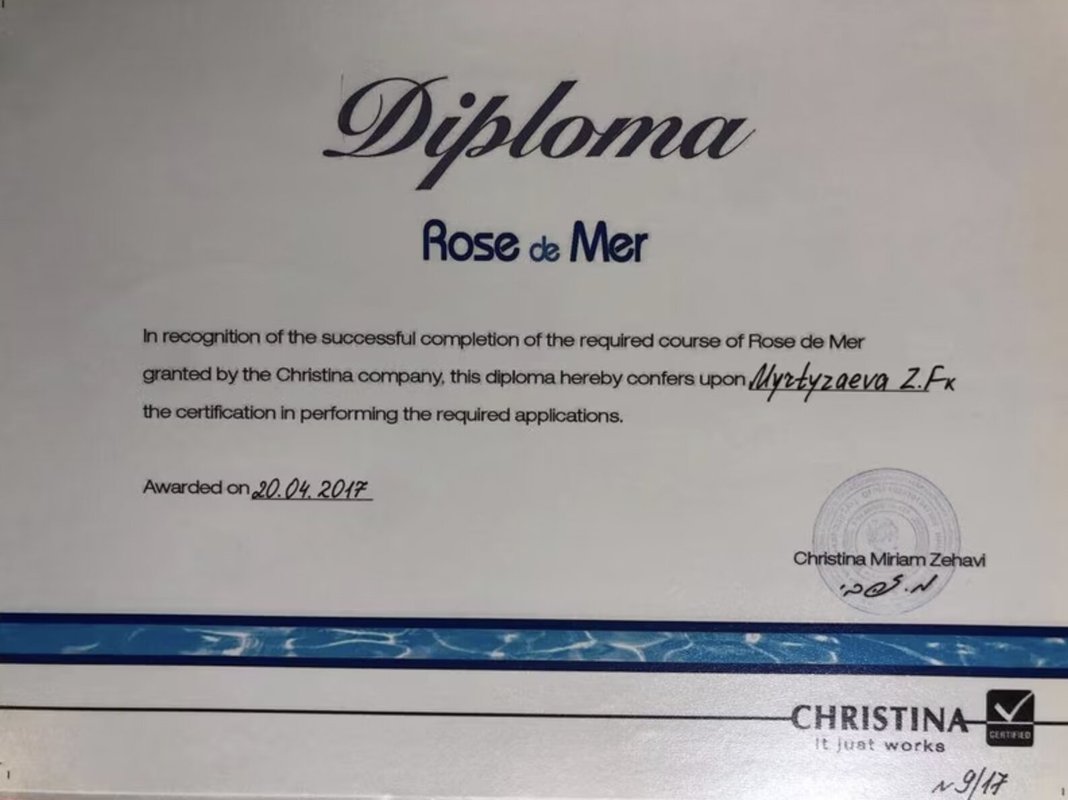 Diploma
Rose de Mer
In recognition of the successful completion of the required course of Rose de Mer
granted by the Christina company, this diploma hereby confers upon Myrtyzaeva Z.Fk
the certification in performing the required applications.
Awarded on 20.04.2017
Christina Miriam Zehavi
CHRISTINA
CERTIFIED
it just works
N 9/17